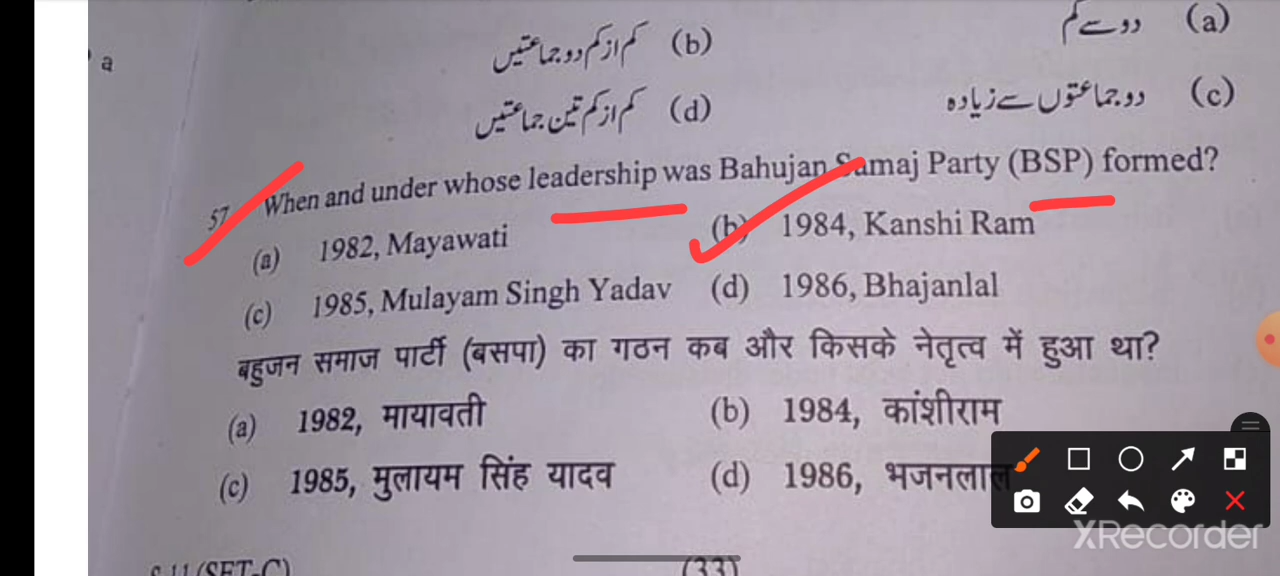 a
(a) دو سے کم
(b) کم از کم دو جماعتیں
(c) دو جماعتوں سے زیادہ
(d) کم از کم تین جماعتیں
57 When and under whose leadership was Bahujan Samaj Party (BSP) formed?
(a) 1982, Mayawati (b) 1984, Kanshi Ram
(c) 1985, Mulayam Singh Yadav (d) 1986, Bhajanlal
बहुजन समाज पार्टी (बसपा) का गठन कब और किसके नेतृत्व में हुआ था?
(a) 1982, मायावती (b) 1984, कांशीराम
(c) 1985, मुलायम सिंह यादव (d) 1986, भजनलाल
XRecorder
S-11 (SET-C) (33)